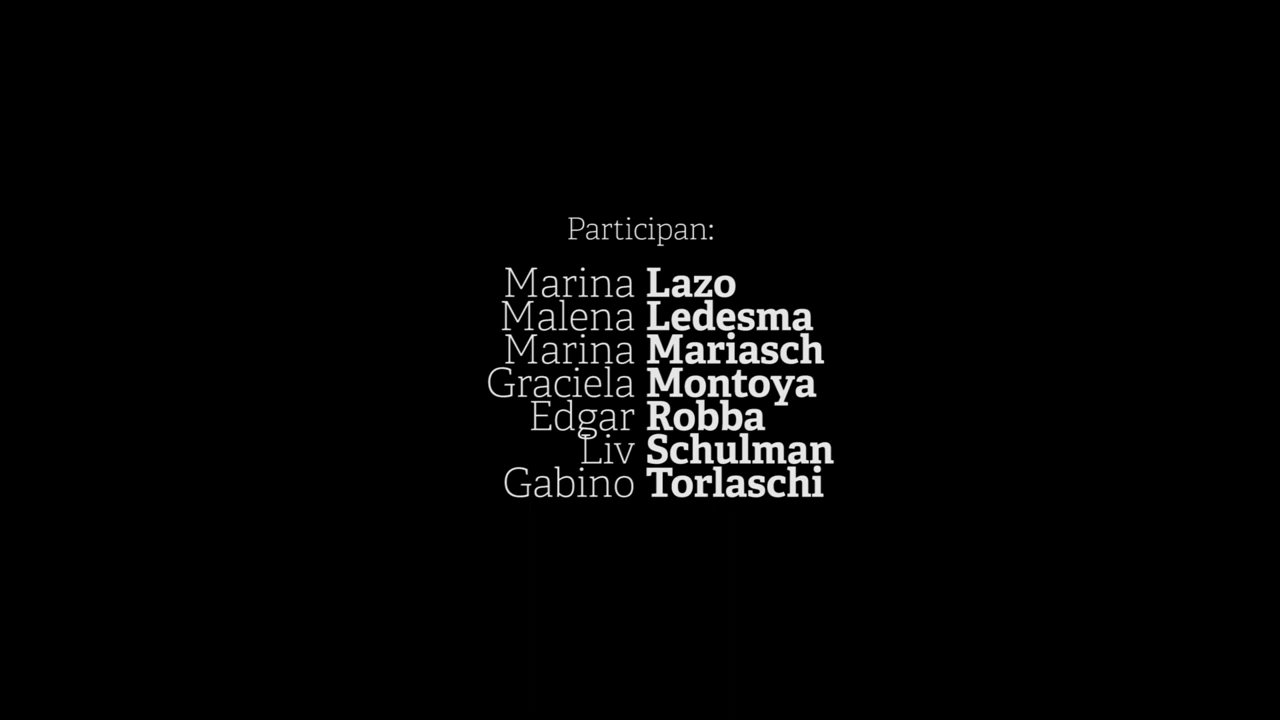 Participan:
Marina Lazo
Malena Ledesma
Marina Mariasch
Graciela Montoya
Edgar Robba
Liv Schulman
Gabino Torlaschi